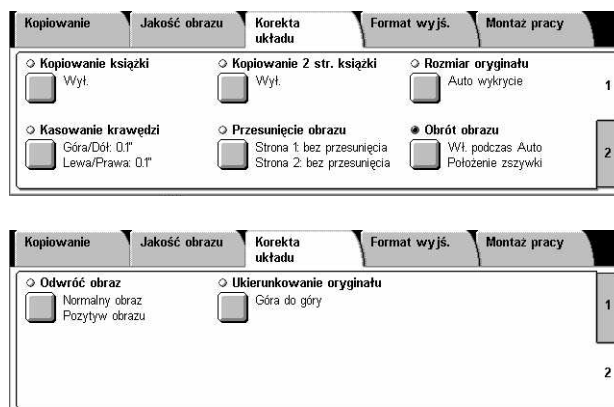 Kopiowanie
Jakość obrazu
Korekta
układu
Format wyjś.
Montaż pracy
Kopiowanie książki
Wył.
Kopiowanie 2 str. książki
Wył.
Rozmiar oryginału
Auto wykrycie
1
Kasowanie krawędzi
Góra/Dół: 0.1"
Lewa/Prawa: 0.1"
Przesunięcie obrazu
Strona 1: bez przesunięcia
Strona 2: bez przesunięcia
Obrót obrazu
Wł. podczas Auto
Położenie zszywki
2
Kopiowanie
Jakość obrazu
Korekta
układu
Format wyjś.
Montaż pracy
Odwróć obraz
Normalny obraz
Pozytyw obrazu
Ukierunkowanie oryginału
Góra do góry
1
2